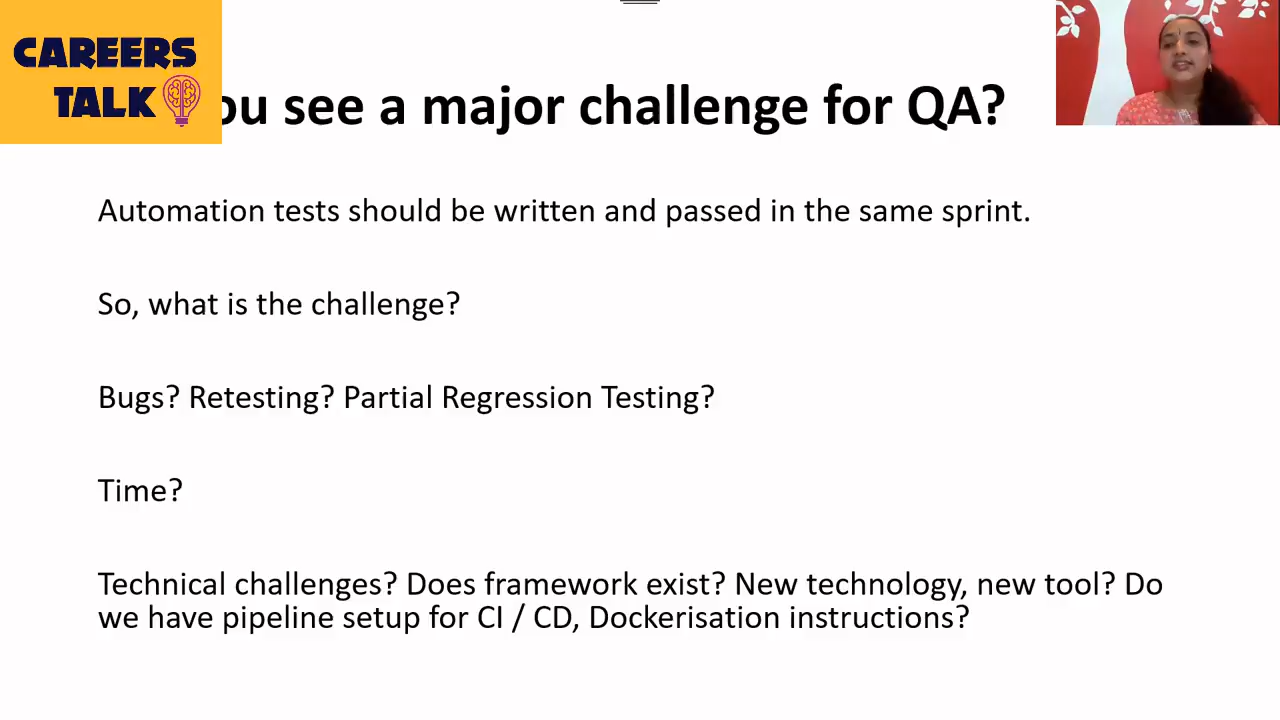 CAREERS
TALK
ou see a major challenge for QA?
Automation tests should be written and passed in the same sprint.
So, what is the challenge?
Bugs? Retesting? Partial Regression Testing?
Time?
Technical challenges? Does framework exist? New technology, new tool? Do
we have pipeline setup for CI / CD, Dockerisation instructions?